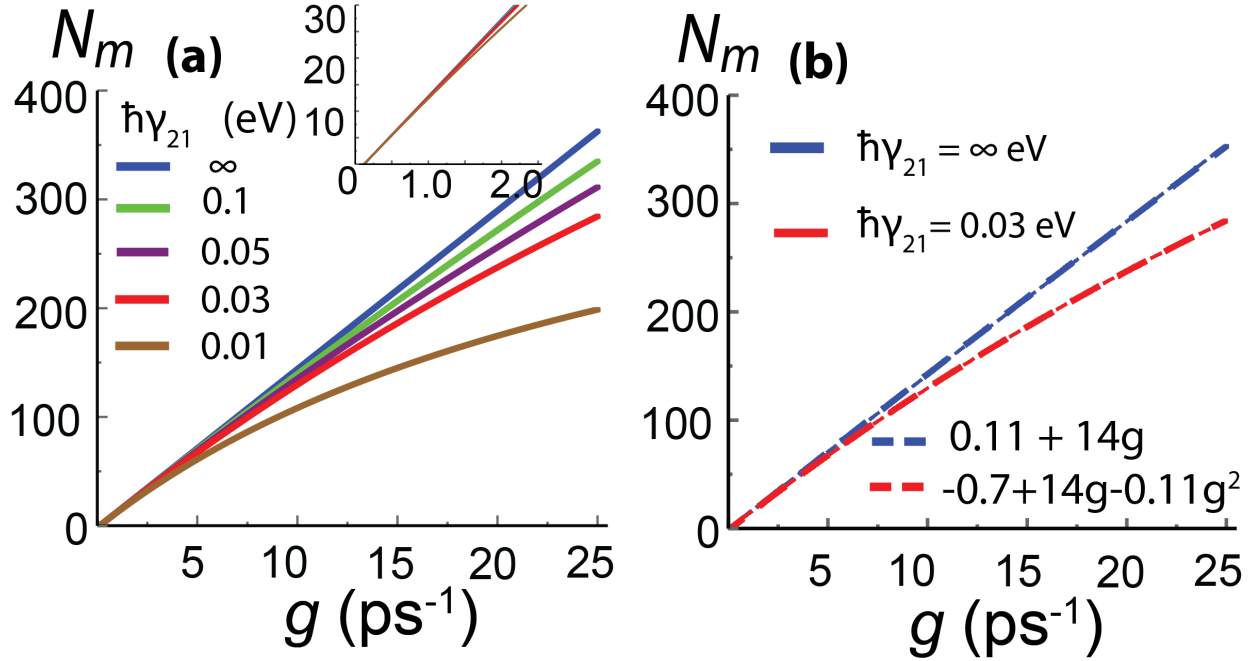 Nm (a)
400
300
200
100
0
ħγ21 (eV)
∞
0.1
0.05
0.03
0.01
30
20
10
0 1.0 2.0
5 10 15 20 25
g (ps-1)
Nm (b)
400
300
200
100
0
ħγ21 = ∞ eV
ħγ21 = 0.03 eV
0.11 + 14g
-0.7+14g-0.11g²
5 10 15 20 25
g (ps-1)